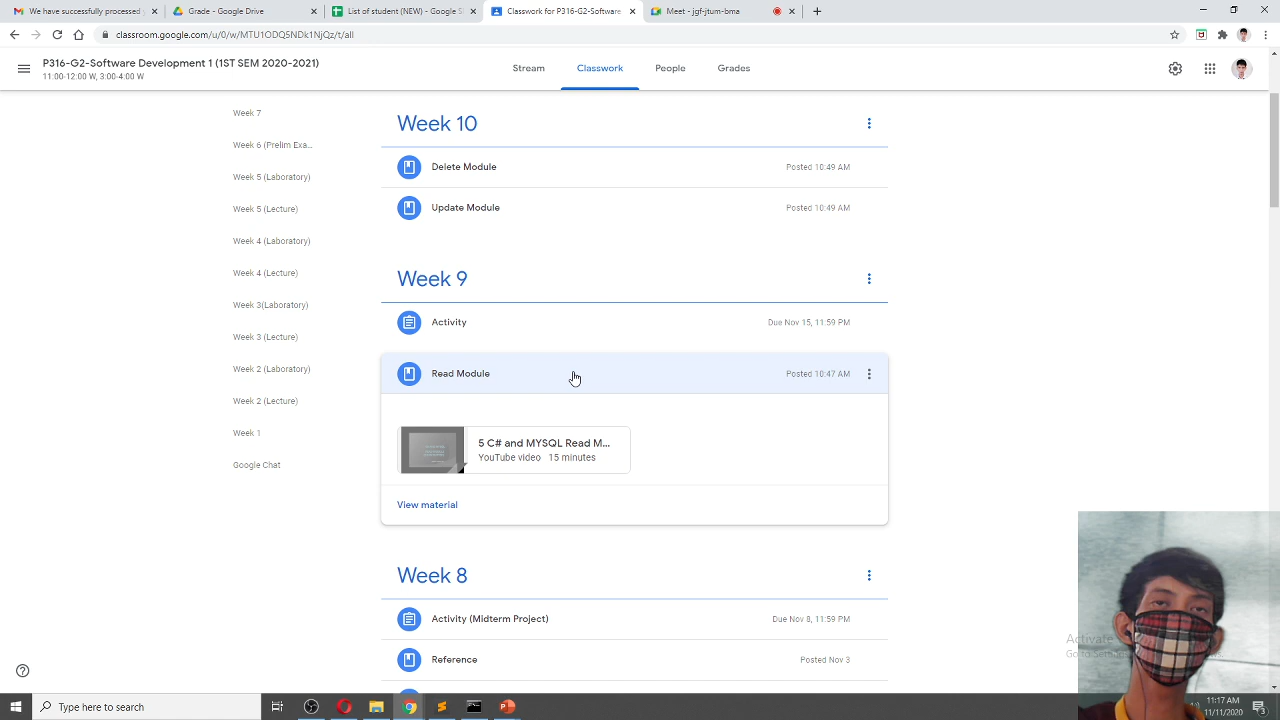 We have successfully processed y
Grade - Google Drive
List of student (NEW) - Google S
Classroom for P316-G2-Software
Meet - jgf-jtum-bma
classroom.google.com/u/0/w/MTU1ODQ5NDk1NjQz/t/all
P316-G2-Software Development 1 (1ST SEM 2020-2021)
11:00-12:00 W, 3:00-4:00 W
Stream
Classwork
People
Grades
Week 7
Week 6 (Prelim Exa...
Week 5 (Laboratory)
Week 5 (Lecture)
Week 4 (Laboratory)
Week 4 (Lecture)
Week 3(Laboratory)
Week 3 (Lecture)
Week 2 (Laboratory)
Week 2 (Lecture)
Week 1
Google Chat
Week 10
Delete Module
Posted 10:49 AM
Update Module
Posted 10:49 AM
Week 9
Activity
Due Nov 15, 11:59 PM
Read Module
Posted 10:47 AM
5 C# and MYSQL Read M...
YouTube video 15 minutes
View material
Week 8
Activity (Midterm Project)
Due Nov 8, 11:59 PM
Reference
Posted Nov 3
Activate
Go to
Type here to search
11:17 AM
11/11/2020
3